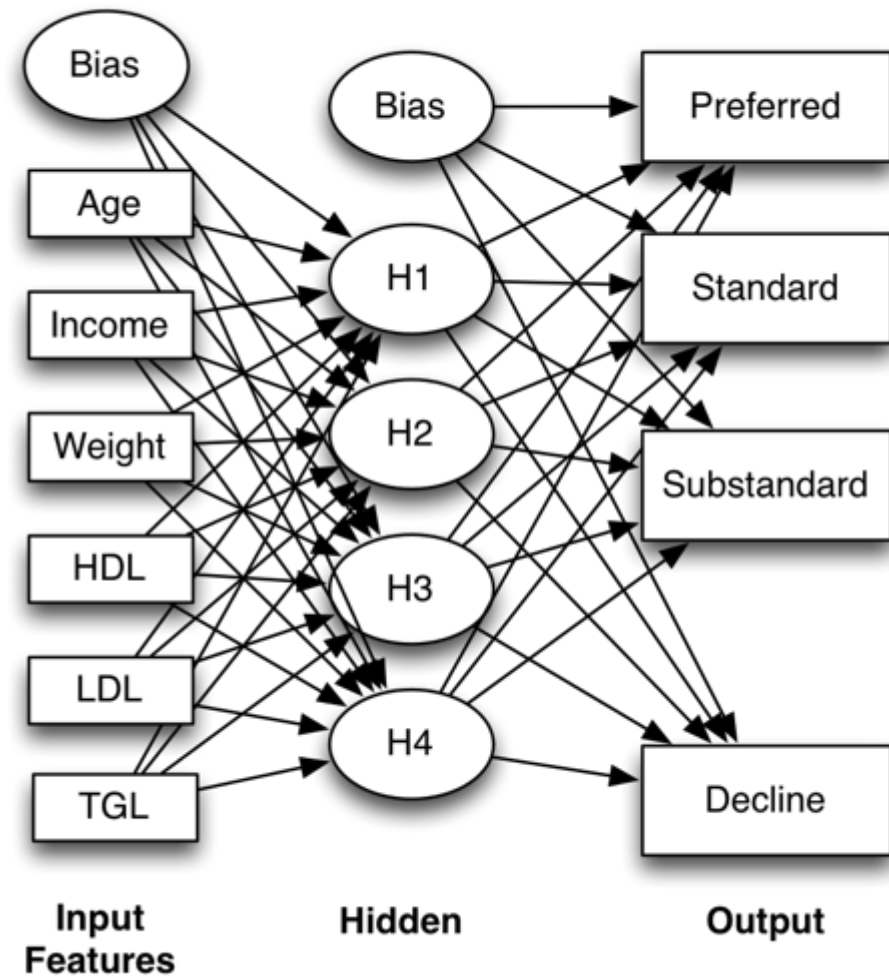 Bias
Age
Income
Weight
HDL
LDL
TGL
Input
Features
Bias
H1
H2
H3
H4
Hidden
Preferred
Standard
Substandard
Decline
Output